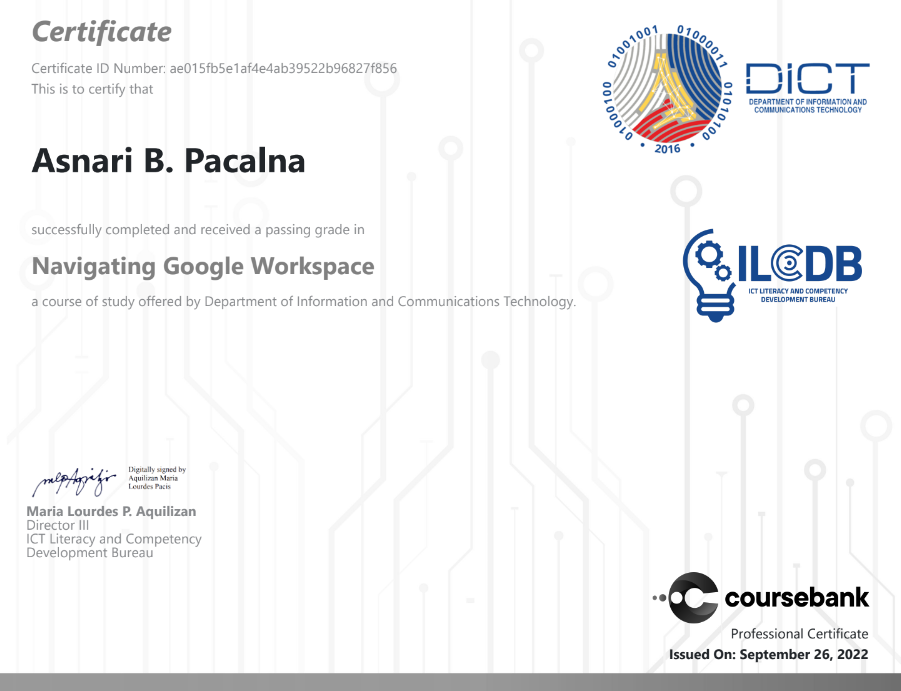 Certificate
Certificate ID Number: ae015fb5e1af4e4ab39522b96827f856
This is to certify that
Asnari B. Pacalna
successfully completed and received a passing grade in
Navigating Google Workspace
a course of study offered by Department of Information and Communications Technology.
01001001 01000011 01010100 2016 01000100
DICT
DEPARTMENT OF INFORMATION AND
COMMUNICATIONS TECHNOLOGY
ILCDB
ICT LITERACY AND COMPETENCY
DEVELOPMENT BUREAU
Digitally signed by
Aquilizan Maria
Lourdes Pacis
Maria Lourdes P. Aquilizan
Director III
ICT Literacy and Competency
Development Bureau
coursebank
Professional Certificate
Issued On: September 26, 2022